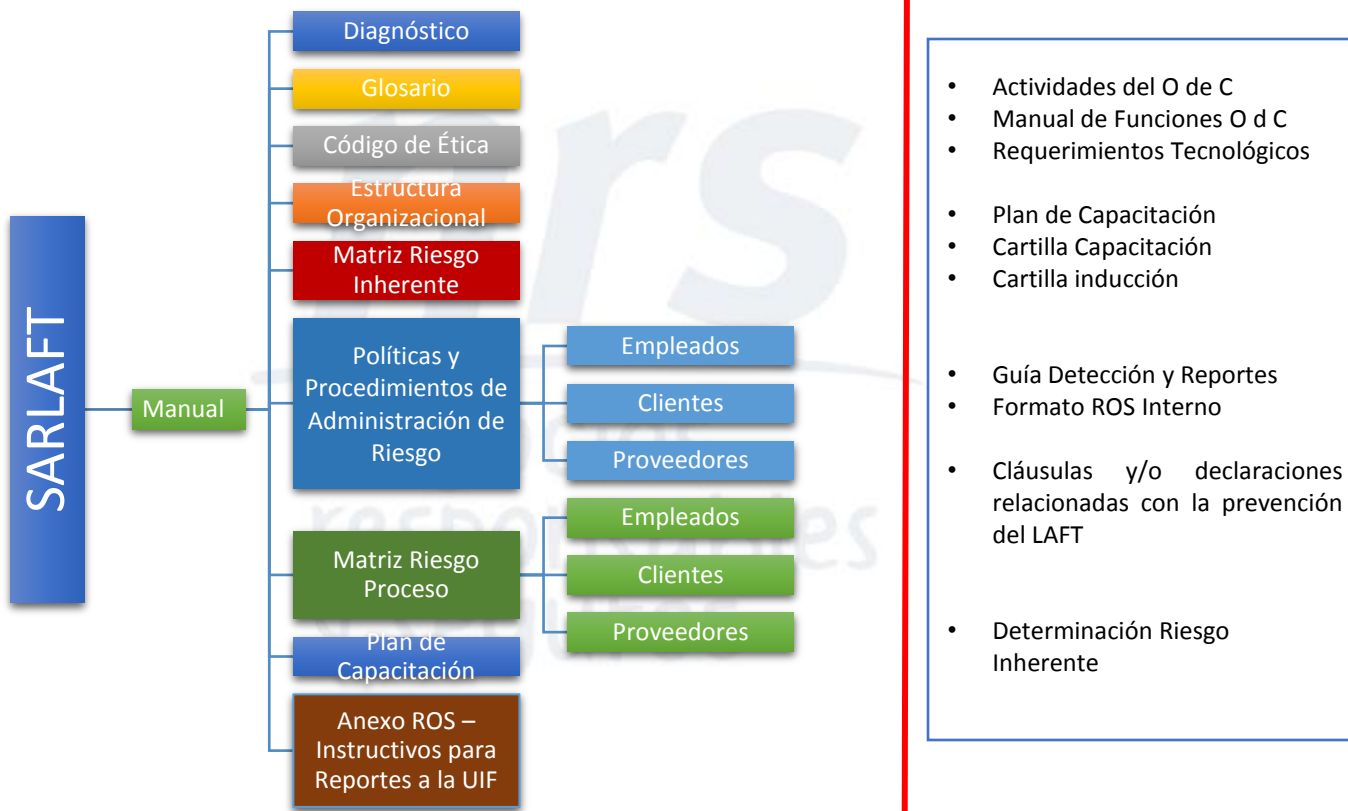 SARLAFT
Manual
Diagnóstico
Glosario
Código de Ética
Estructura
Organizacional
Matriz Riesgo
Inherente
Políticas y
Procedimientos de
Administración de
Riesgo
Empleados
Clientes
Proveedores
Matriz Riesgo
Proceso
Empleados
Clientes
Proveedores
Plan de
Capacitación
Anexo ROS –
Instructivos para
Reportes a la UIF
• Actividades del O de C
• Manual de Funciones O d C
• Requerimientos Tecnológicos
• Plan de Capacitación
• Cartilla Capacitación
• Cartilla inducción
• Guía Detección y Reportes
• Formato ROS Interno
• Cláusulas y/o declaraciones
relacionadas con la prevención
del LAFT
• Determinación Riesgo
Inherente
nrs
responsables